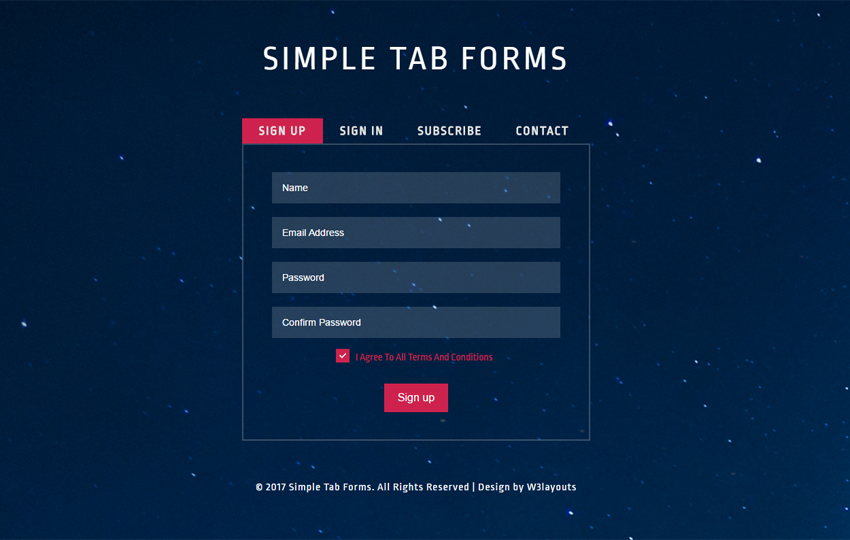 SIMPLE TAB FORMS
SIGN UP SIGN IN SUBSCRIBE CONTACT
Name
Email Address
Password
Confirm Password
I Agree To All Terms And Conditions
Sign up
© 2017 Simple Tab Forms. All Rights Reserved | Design by W3layouts